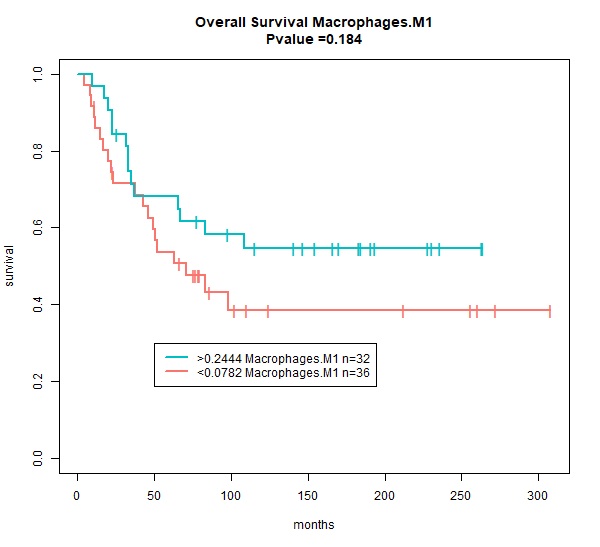 Overall Survival Macrophages.M1
Pvalue =0.184
survival
1.0
0.8
0.6
0.4
0.2
0.0
>0.2444 Macrophages.M1 n=32
<0.0782 Macrophages.M1 n=36
0 50 100 150 200 250 300
months